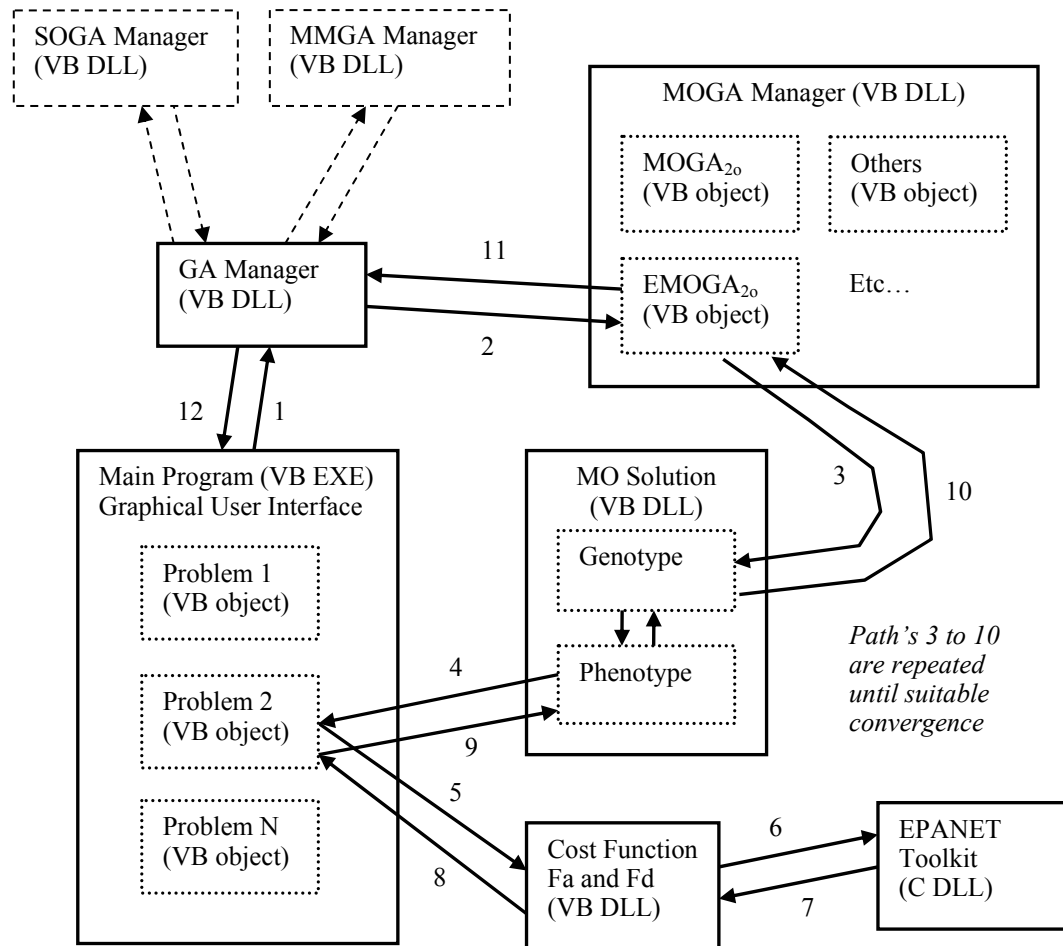 SOGA Manager
(VB DLL)
MMGA Manager
(VB DLL)
MOGA Manager (VB DLL)
MOGA2o
(VB object)
Others
(VB object)
EMOGA2o
(VB object)
Etc…
GA Manager
(VB DLL)
11
2
12
1
Main Program (VB EXE)
Graphical User Interface
Problem 1
(VB object)
Problem 2
(VB object)
Problem N
(VB object)
MO Solution
(VB DLL)
Genotype
Phenotype
3
10
Path's 3 to 10
are repeated
until suitable
convergence
4
9
5
8
Cost Function
Fa and Fd
(VB DLL)
6
7
EPANET
Toolkit
(C DLL)